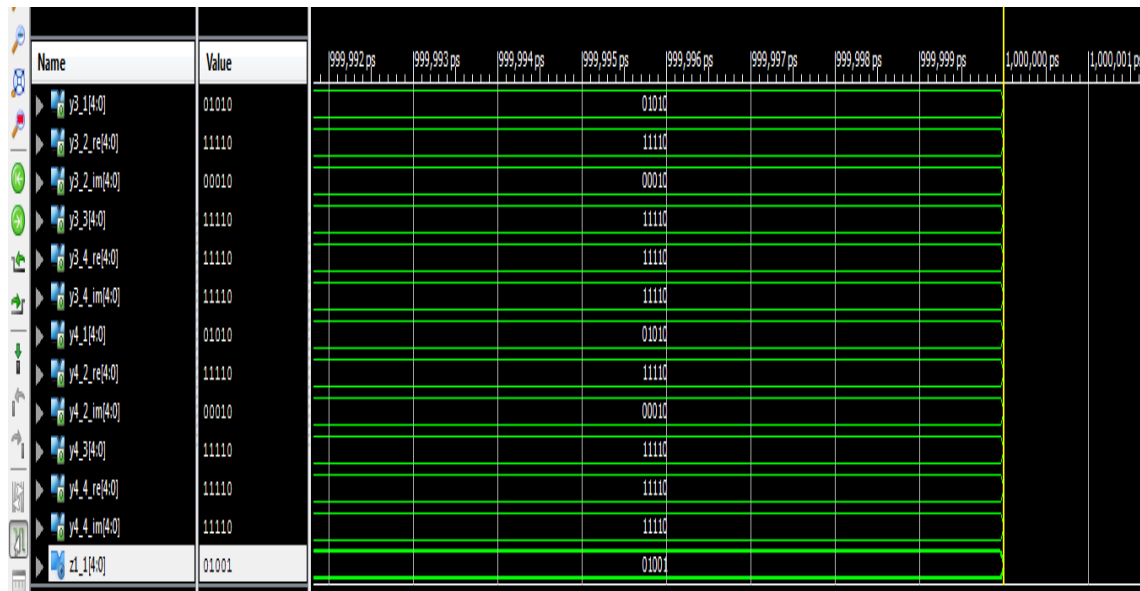 Name Value 999,992 ps 999,993 ps 999,994 ps 999,995 ps 999,996 ps 999,997 ps 999,998 ps 999,999 ps 1,000,000 ps 1,000,001 ps
y3_1[4:0] 01010 01010
y3_2_re[4:0] 11110 11110
y3_2_im[4:0] 00010 00010
y3_3[4:0] 11110 11110
y3_4_re[4:0] 11110 11110
y3_4_im[4:0] 11110 11110
y4_1[4:0] 01010 01010
y4_2_re[4:0] 11110 11110
y4_2_im[4:0] 00010 00010
y4_3[4:0] 11110 11110
y4_4_re[4:0] 11110 11110
y4_4_im[4:0] 11110 11110
z1_1[4:0] 01001 01001